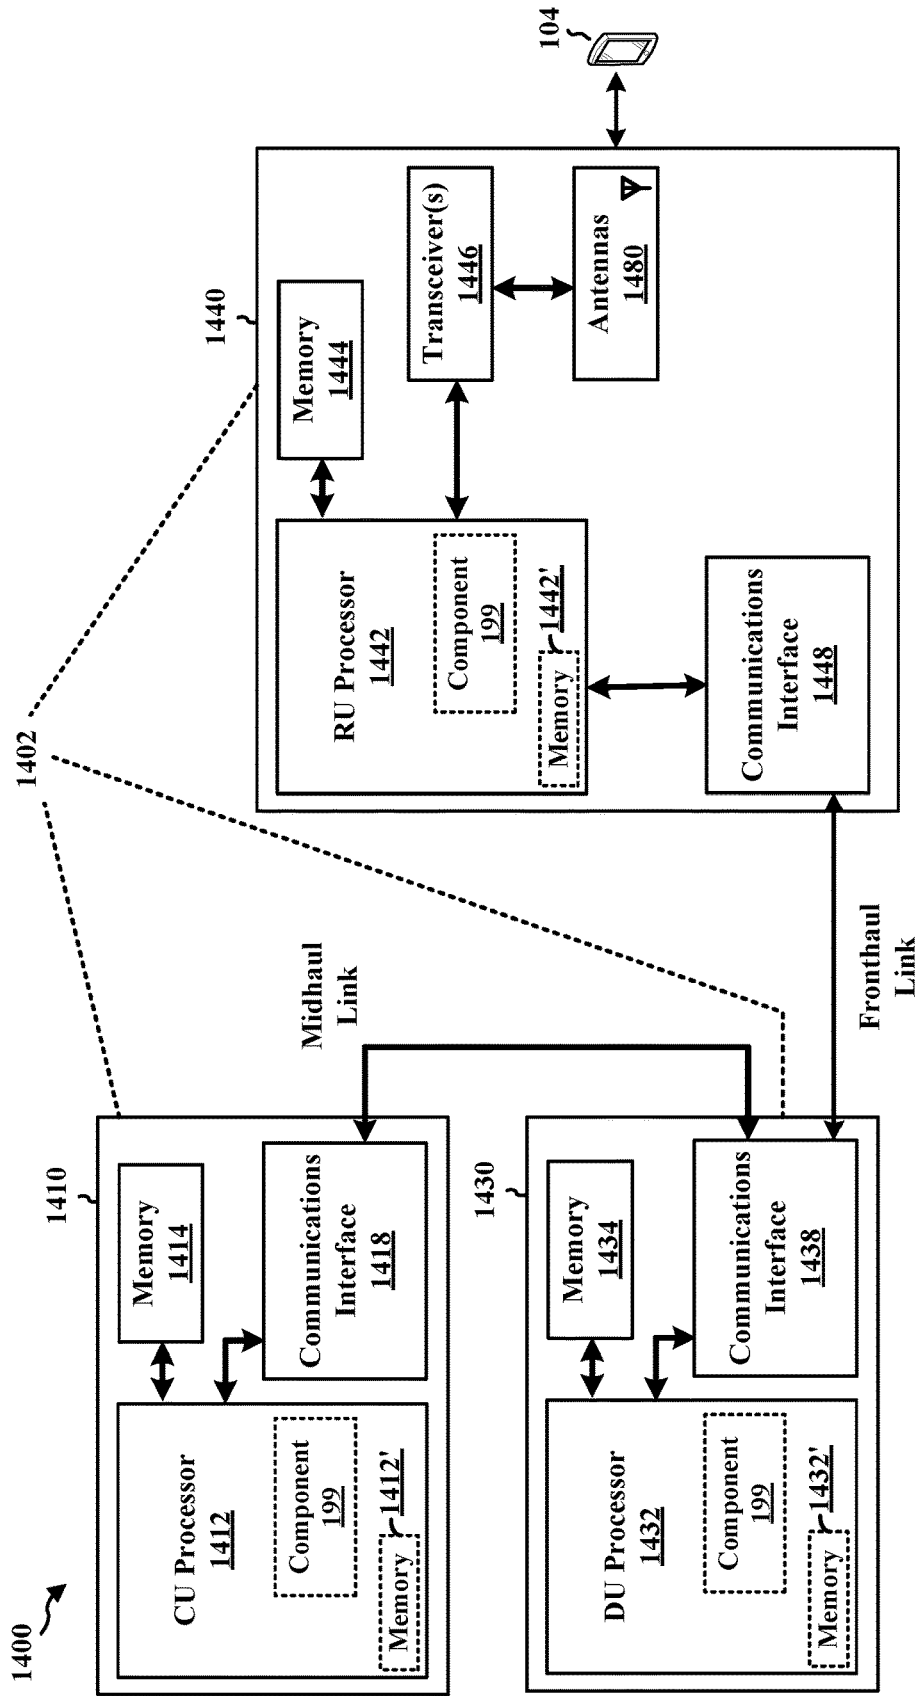 1400
1402
1410
CU Processor
1412
Component
199
Memory
1412'
Memory
1414
Communications
Interface
1418
Midhaul
Link
1430
DU Processor
1432
Component
199
Memory
1432'
Memory
1434
Communications
Interface
1438
Fronthaul
Link
1440
RU Processor
1442
Component
199
Memory
1442'
Memory
1444
Transceiver(s)
1446
Antennas
1480
Communications
Interface
1448
104